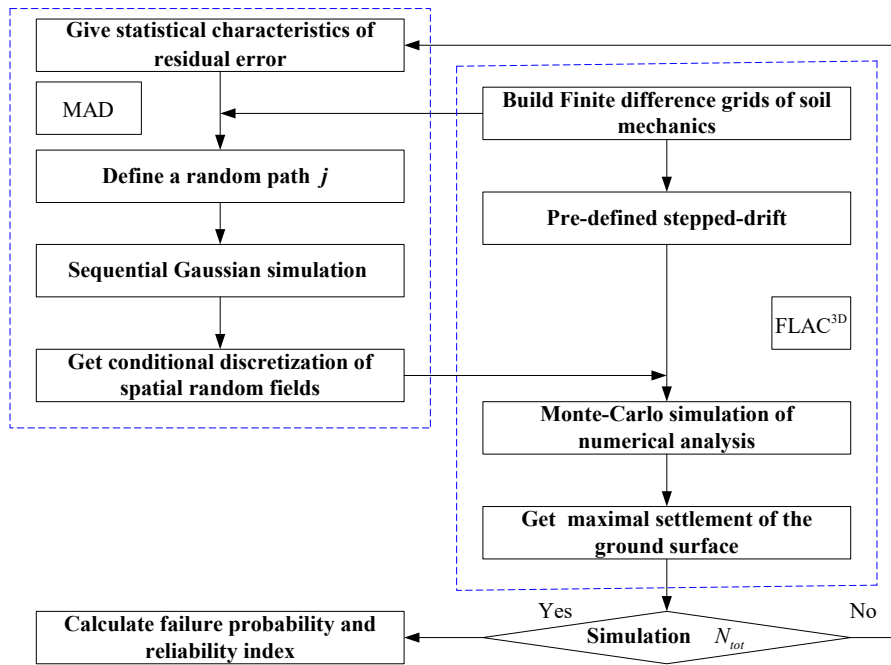 Give statistical characteristics of
residual error
MAD
Define a random path j
Sequential Gaussian simulation
Get conditional discretization of
spatial random fields
Build Finite difference grids of soil
mechanics
Pre-defined stepped-drift
FLAC3D
Monte-Carlo simulation of
numerical analysis
Get maximal settlement of the
ground surface
Yes
No
Simulation N_tot
Calculate failure probability and
reliability index